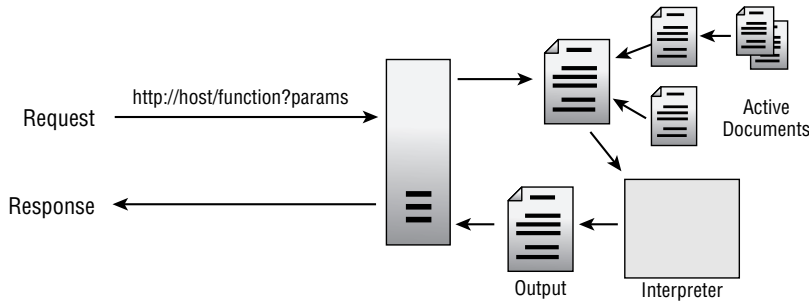 http://host/function?params
Request
Active
Documents
Response
Output
Interpreter